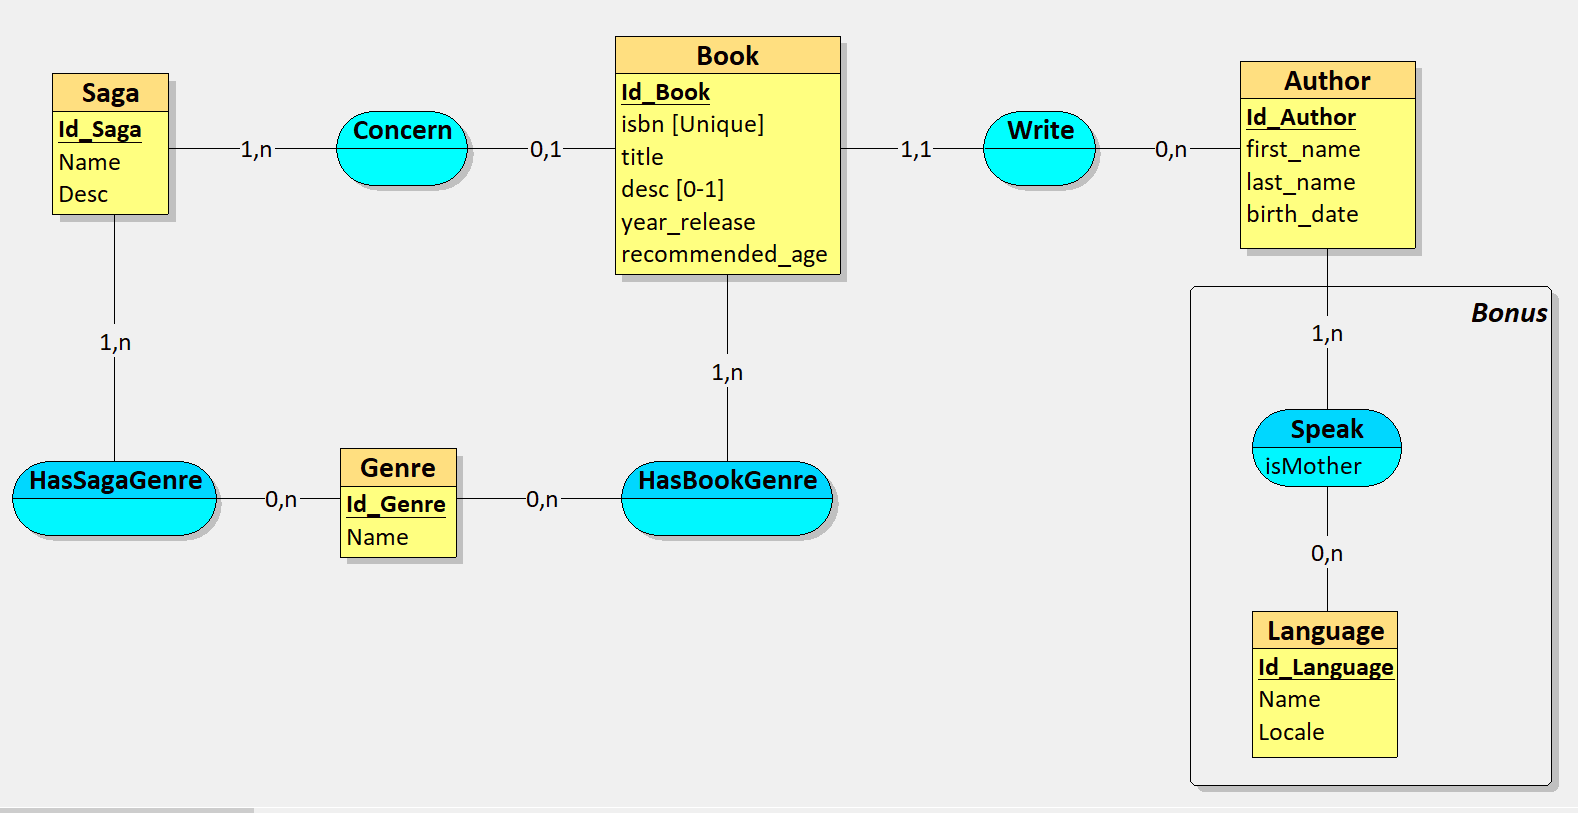 Saga
Id_Saga
Name
Desc
1,n
Concern
0,1
Book
Id_Book
isbn [Unique]
title
desc [0-1]
year_release
recommended_age
1,1
Write
0,n
Author
Id_Author
first_name
last_name
birth_date
Bonus
1,n
1,n
1,n
HasSagaGenre
0,n
Genre
Id_Genre
Name
0,n
HasBookGenre
Speak
isMother
0,n
Language
Id_Language
Name
Locale